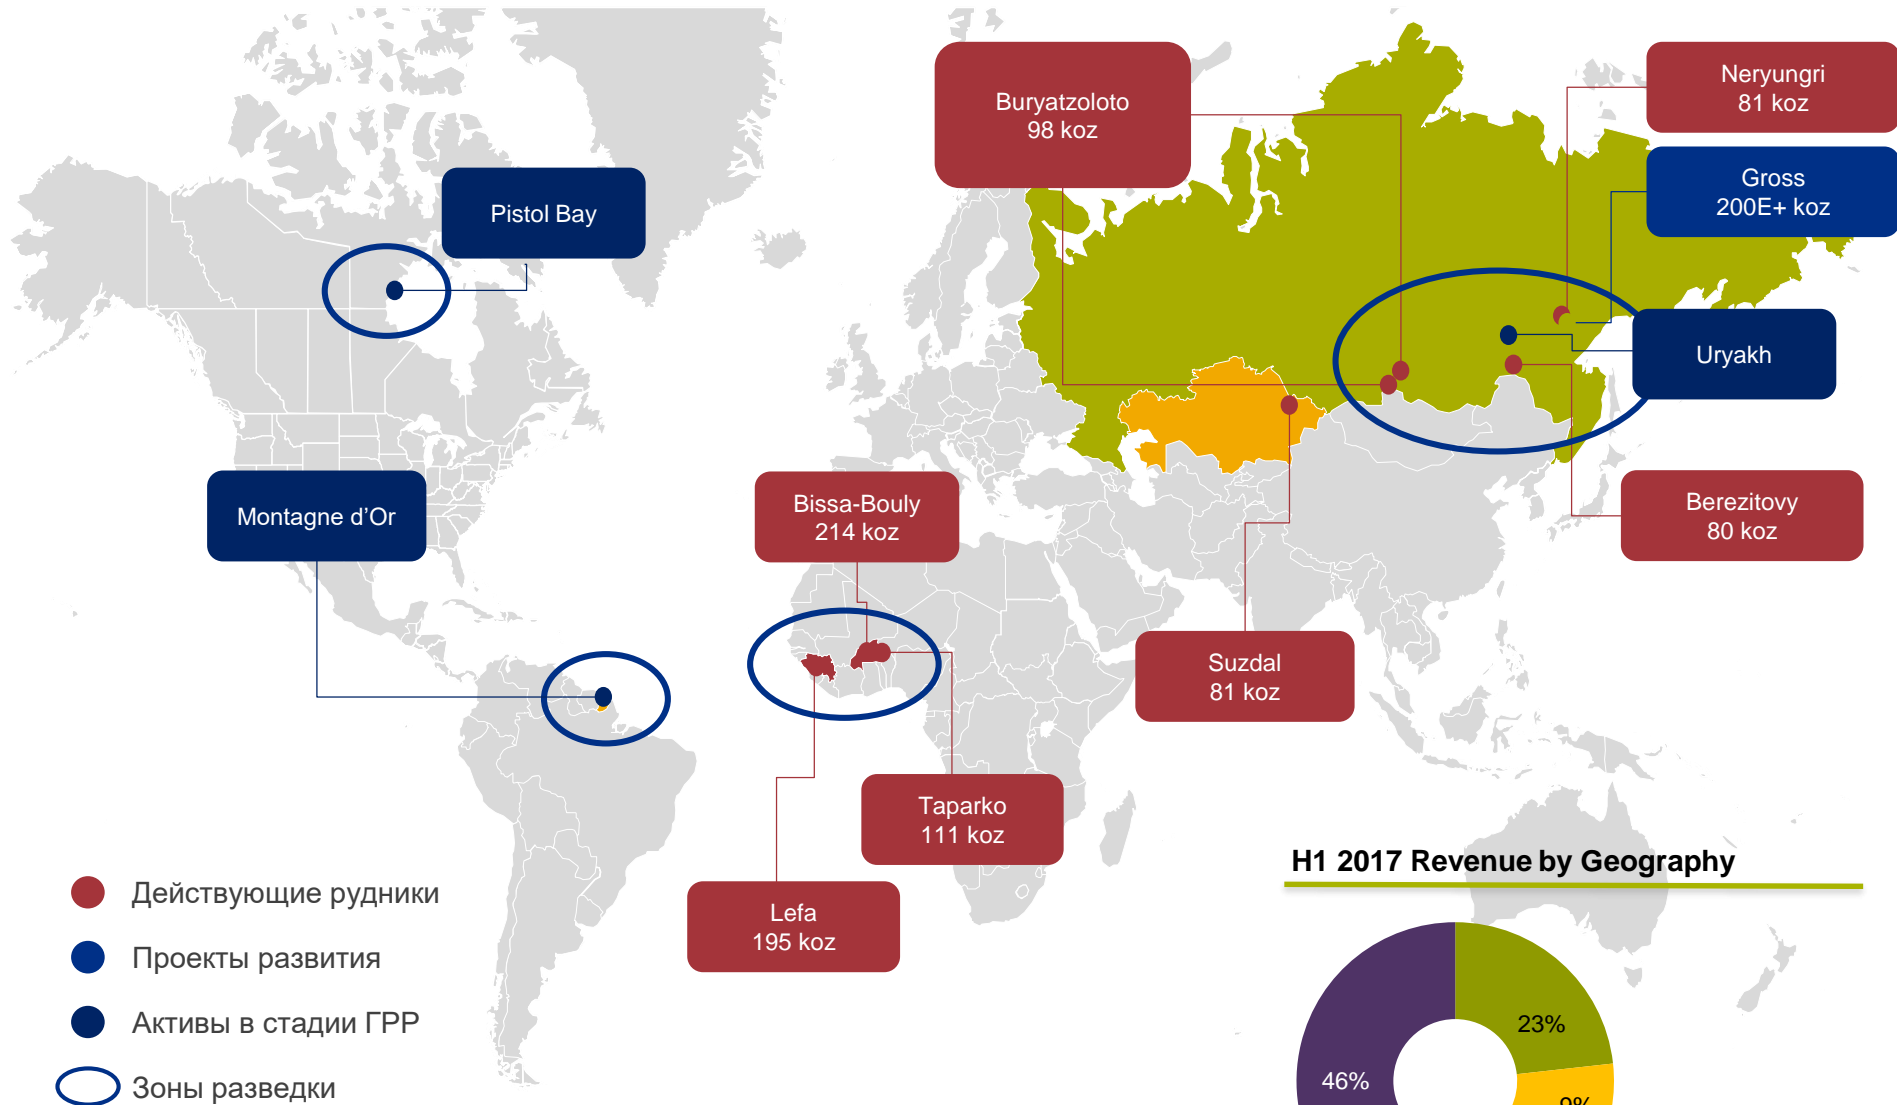 Buryatzoloto
98 koz
Neryungri
81 koz
Gross
200E+ koz
Pistol Bay
Uryakh
Montagne d’Or
Bissa-Bouly
214 koz
Berezitovy
80 koz
Suzdal
81 koz
Taparko
111 koz
Lefa
195 koz
Действующие рудники
Проекты развития
Активы в стадии ГРР
Зоны разведки
H1 2017 Revenue by Geography
23%
46%
9%